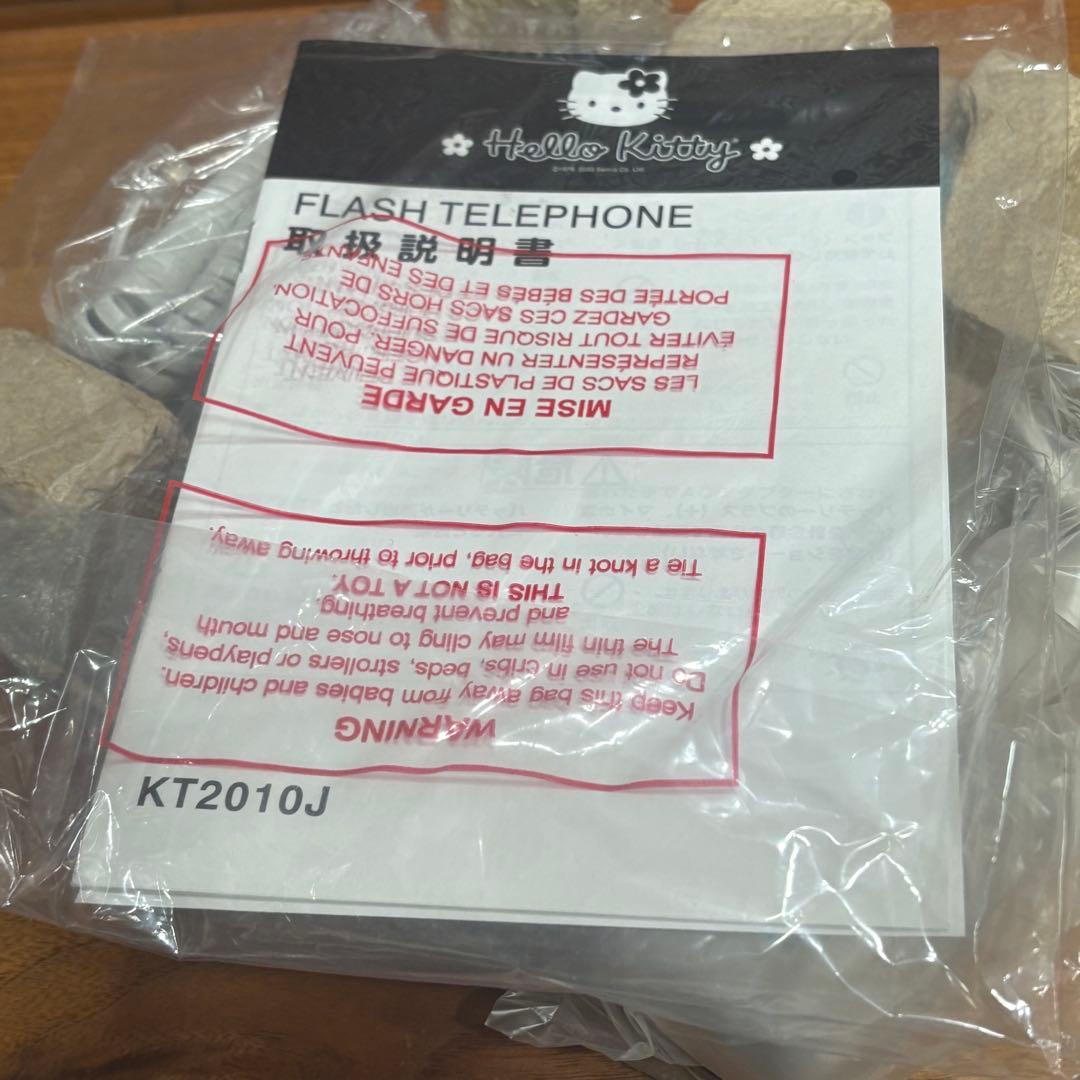 Hello Kitty
FLASH TELEPHONE
取扱説明書
MISE EN GARDE
LES SACS DE PLASTIQUE PEUVENT
REPRÉSENTER UN DANGER. POUR
ÉVITER TOUT RISQUE DE SUFFOCATION,
GARDEZ CES SACS HORS DE
PORTÉE DES BÉBÉS ET DES ENFANTS
WARNING
Keep this bag away from babies and children.
Do not use in cribs, beds, strollers or playpens,
The thin film may cling to nose and mouth
and prevent breathing.
THIS IS NOT A TOY.
Tie a knot in the bag, prior to throwing away.
KT2010J